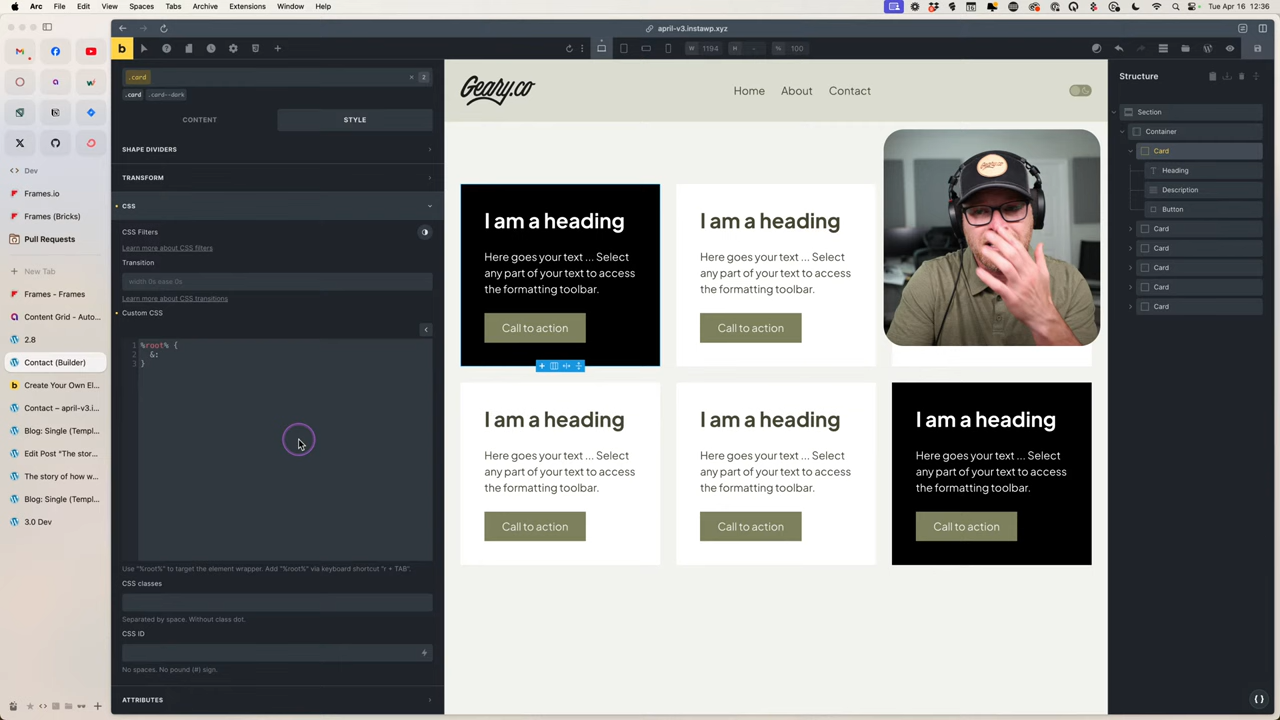 Arc File Edit View Spaces Tabs Archive Extensions Window Help
Tue Apr 16 12:36
april-v3.instawp.xyz
Dev
Frames.io
Frames (Bricks)
Pull Requests
New Tab
Frames - Frames
Content Grid - Auto...
2.8
Contact (Builder)
Create Your Own El...
Contact – april-v3.i...
Blog: Single (Templ...
Edit Post “The stor...
The story of how w...
Blog: Single (Templ...
3.0 Dev
b
W 1194 H - % 100
.card × 2
.card .card--dark
CONTENT STYLE
SHAPE DIVIDERS
TRANSFORM
CSS
CSS Filters
Learn more about CSS filters
Transition
width 0s ease 0s
Learn more about CSS transitions
Custom CSS
1 %root% {
2 &:
3 }
Use "%root%" to target the element wrapper. Add "%root%" via keyboard shortcut "r + TAB".
CSS classes
Separated by space. Without class dot.
CSS ID
No spaces. No pound (#) sign.
ATTRIBUTES
Geary.co
Home About Contact
I am a heading
Here goes your text ... Select
any part of your text to access
the formatting toolbar.
Call to action
I am a heading
Here goes your text ... Select
any part of your text to access
the formatting toolbar.
Call to action
I am a heading
Here goes your text ... Select
any part of your text to access
the formatting toolbar.
Call to action
I am a heading
Here goes your text ... Select
any part of your text to access
the formatting toolbar.
Call to action
I am a heading
Here goes your text ... Select
any part of your text to access
the formatting toolbar.
Call to action
Structure
Section
Container
Card
Heading
Description
Button
Card
Card
Card
Card
Card